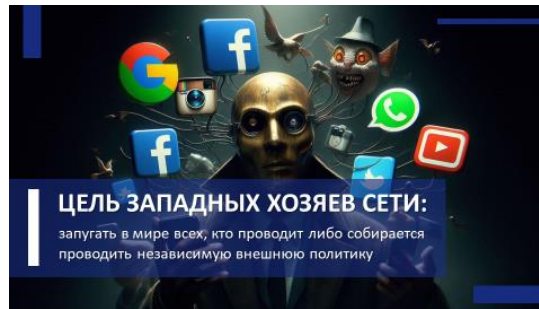 ЦЕЛЬ ЗАПАДНЫХ ХОЗЯЕВ СЕТИ:
запугать в мире всех, кто проводит либо собирается
проводить независимую внешнюю политику